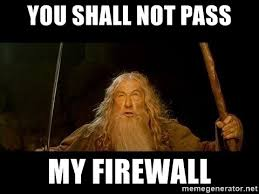 YOU SHALL NOT PASS
MY FIREWALL
memegenerator.net